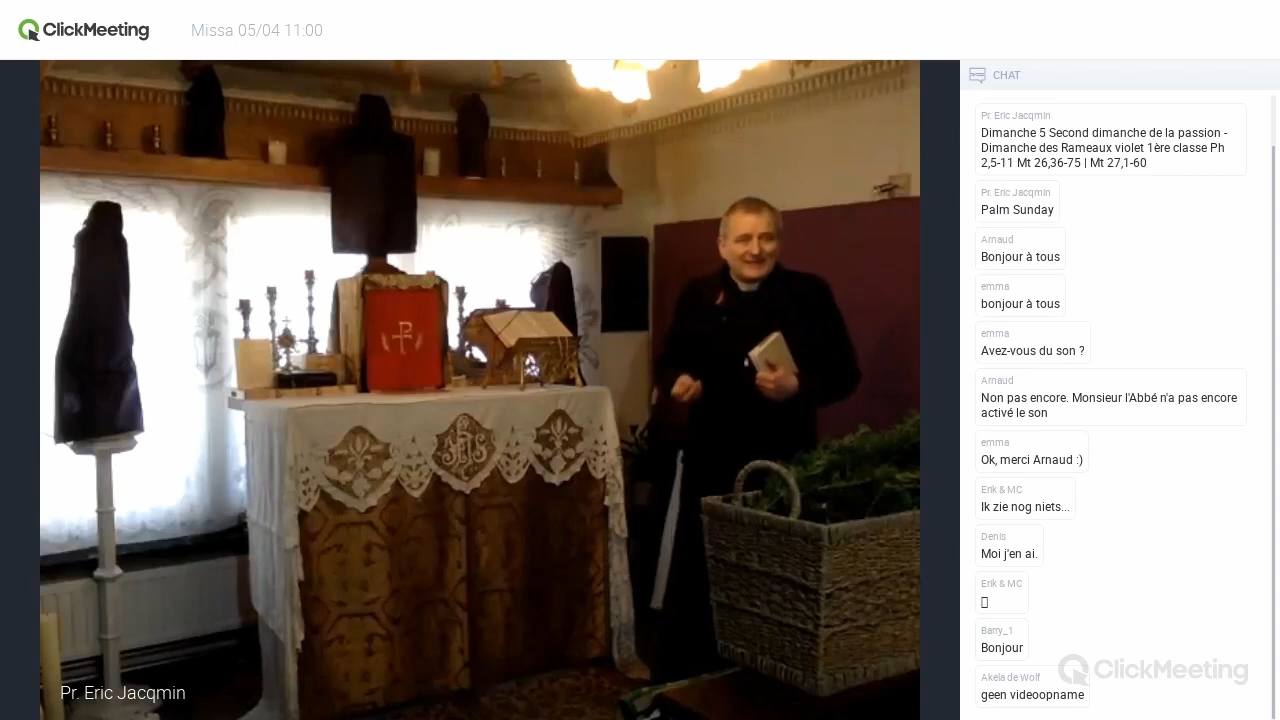 ClickMeeting
Missa 05/04 11:00
CHAT
Pr. Eric Jacqmin
Dimanche 5 Second dimanche de la passion -
Dimanche des Rameaux violet 1ère classe Ph
2,5-11 Mt 26,36-75 | Mt 27,1-60
Pr. Eric Jacqmin
Palm Sunday
Arnaud
Bonjour à tous
emma
bonjour à tous
emma
Avez-vous du son ?
Arnaud
Non pas encore. Monsieur l'Abbé n'a pas encore
activé le son
emma
Ok, merci Arnaud :)
Erik & MC
Ik zie nog niets...
Denis
Moi j'en ai.
Erik & MC
Barry_1
Bonjour
Akela de Wolf
geen videoopname
ClickMeeting
Pr. Eric Jacqmin
IHS